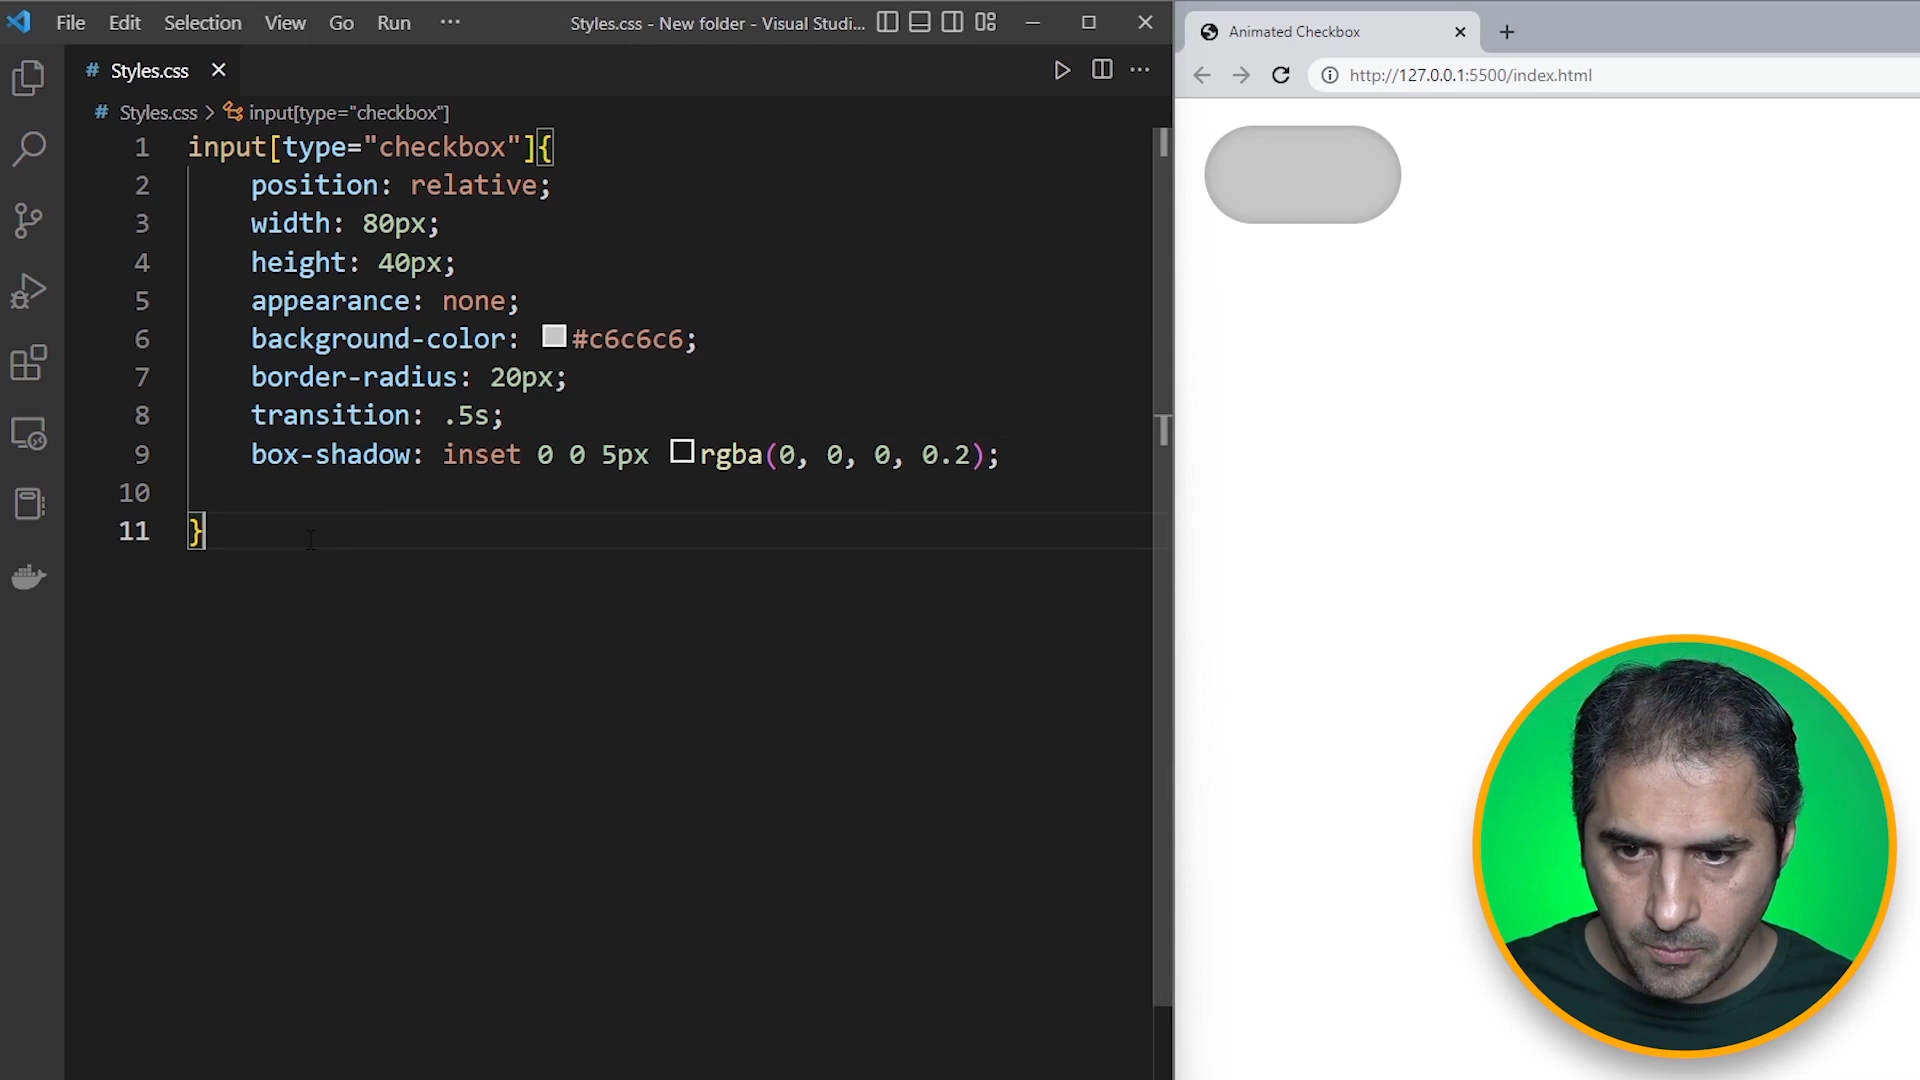 File Edit Selection View Go Run ··· Styles.css - New folder - Visual Studi...
# Styles.css
# Styles.css > input[type="checkbox"]
1 input[type="checkbox"]{
2 position: relative;
3 width: 80px;
4 height: 40px;
5 appearance: none;
6 background-color: #c6c6c6;
7 border-radius: 20px;
8 transition: .5s;
9 box-shadow: inset 0 0 5px rgba(0, 0, 0, 0.2);
10
11 }
Animated Checkbox
http://127.0.0.1:5500/index.html